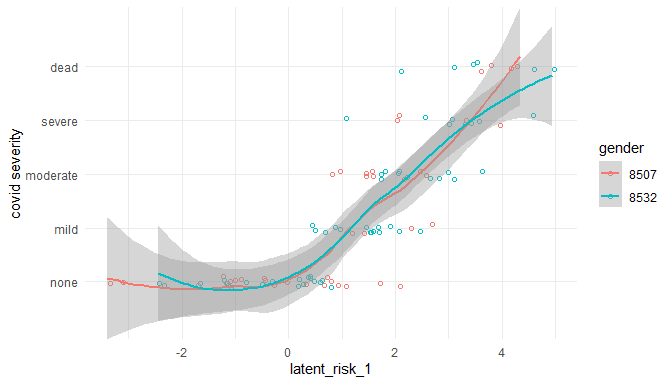 dead
severe
moderate
mild
none
covid severity
-2
0
2
4
latent_risk_1
gender
8507
8532